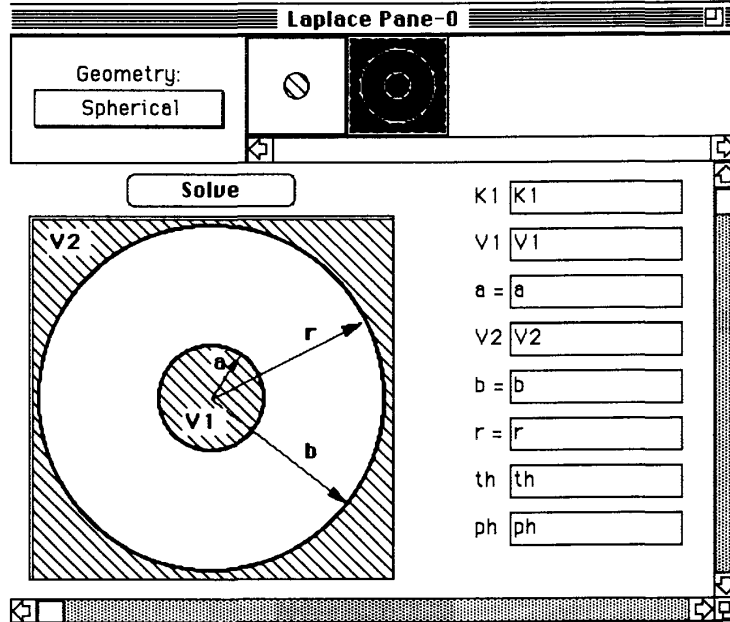 Laplace Pane-0
Geometry:
Spherical
Solve
V2
r
a
V1
b
K1 K1
V1 V1
a = a
V2 V2
b = b
r = r
th th
ph ph